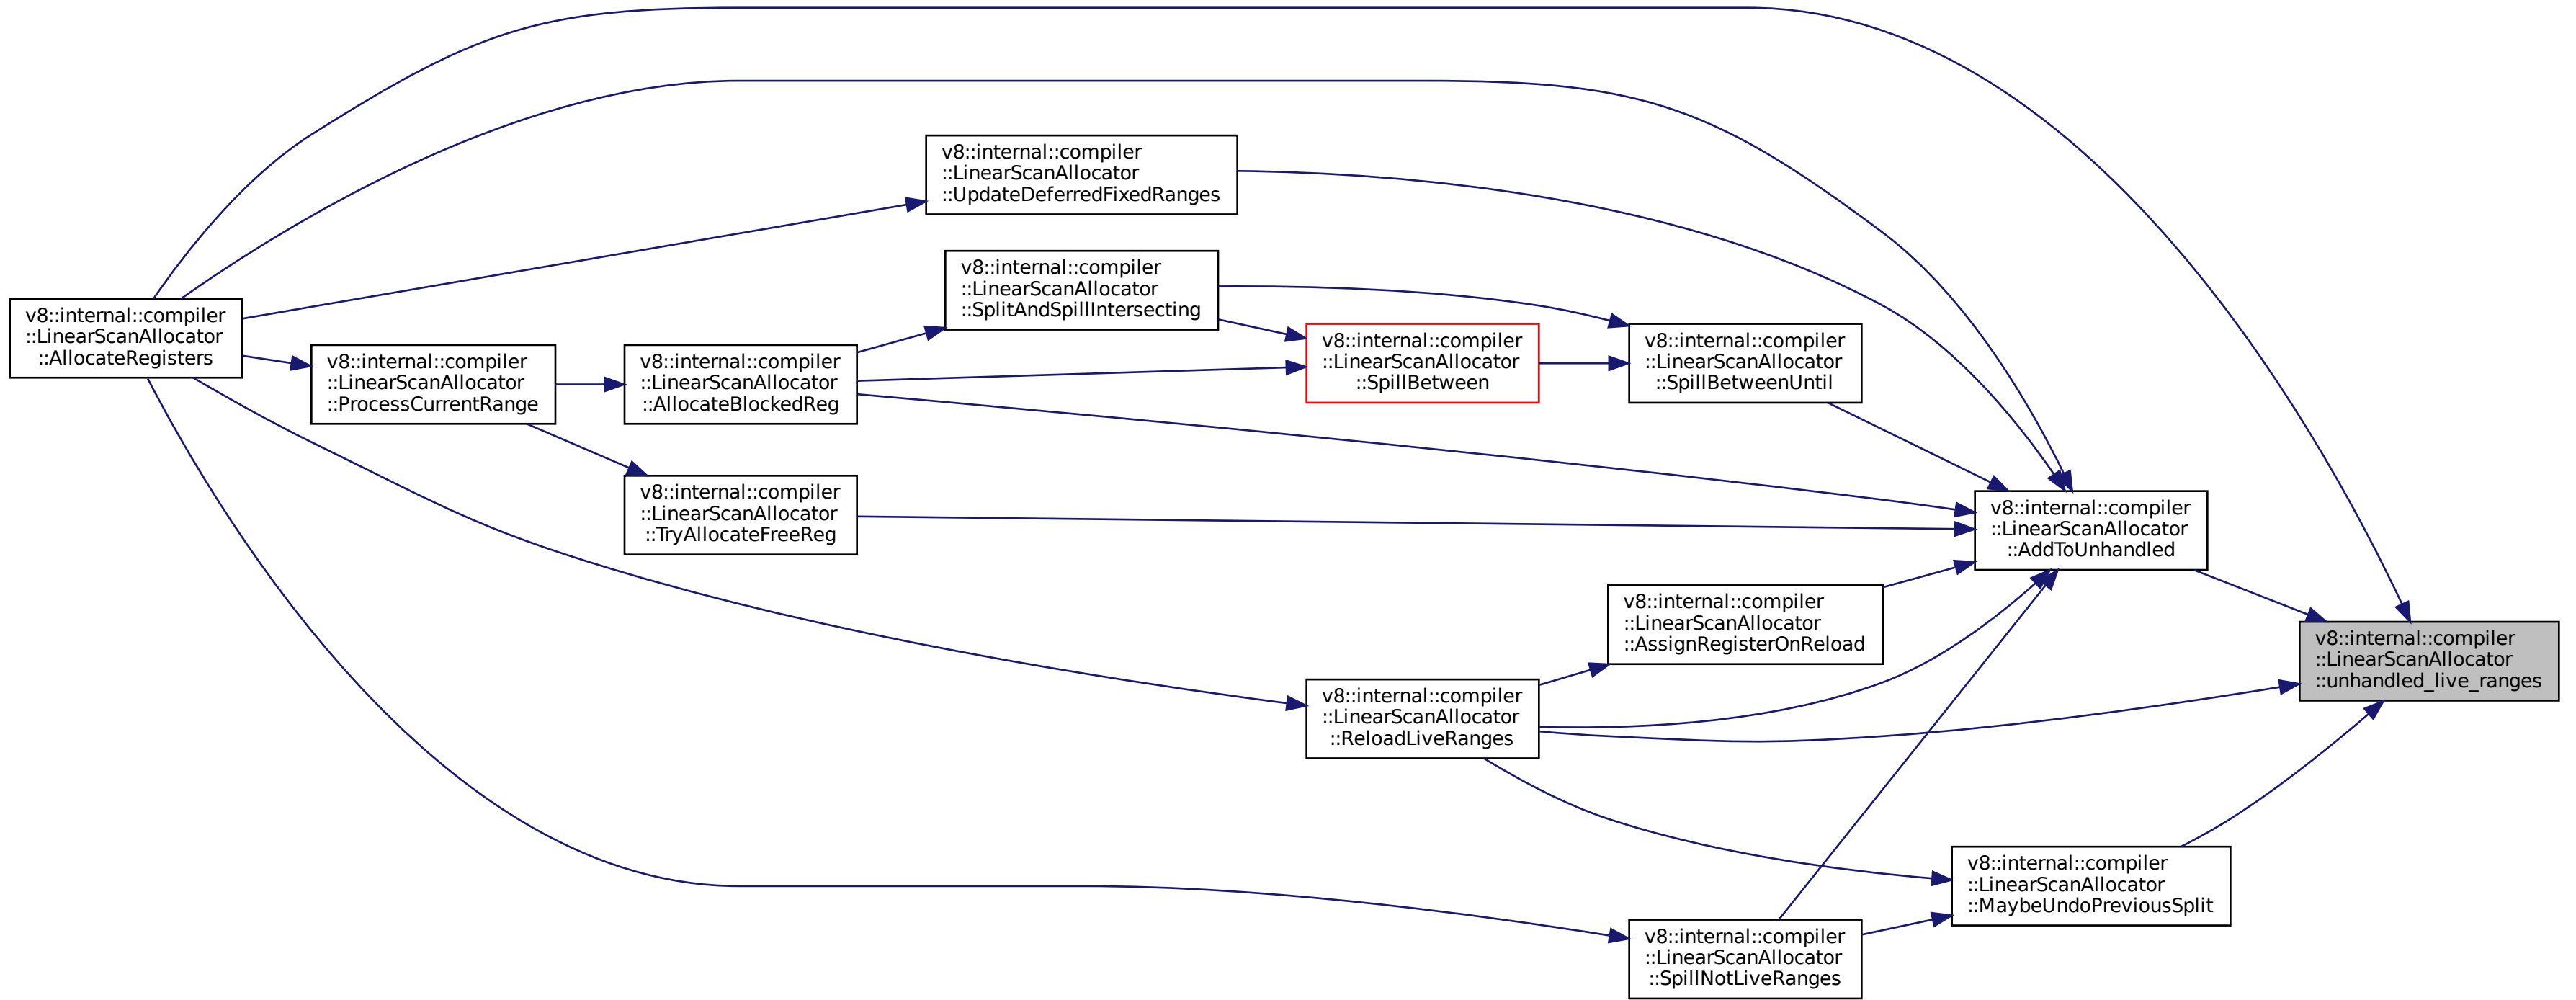 v8::internal::compiler
::LinearScanAllocator
::UpdateDeferredFixedRanges
v8::internal::compiler
::LinearScanAllocator
::SplitAndSpillIntersecting
v8::internal::compiler
::LinearScanAllocator
::AllocateRegisters
v8::internal::compiler
::LinearScanAllocator
::SpillBetween
v8::internal::compiler
::LinearScanAllocator
::SpillBetweenUntil
v8::internal::compiler
::LinearScanAllocator
::ProcessCurrentRange
v8::internal::compiler
::LinearScanAllocator
::AllocateBlockedReg
v8::internal::compiler
::LinearScanAllocator
::TryAllocateFreeReg
v8::internal::compiler
::LinearScanAllocator
::AddToUnhandled
v8::internal::compiler
::LinearScanAllocator
::AssignRegisterOnReload
v8::internal::compiler
::LinearScanAllocator
::unhandled_live_ranges
v8::internal::compiler
::LinearScanAllocator
::ReloadLiveRanges
v8::internal::compiler
::LinearScanAllocator
::MaybeUndoPreviousSplit
v8::internal::compiler
::LinearScanAllocator
::SpillNotLiveRanges